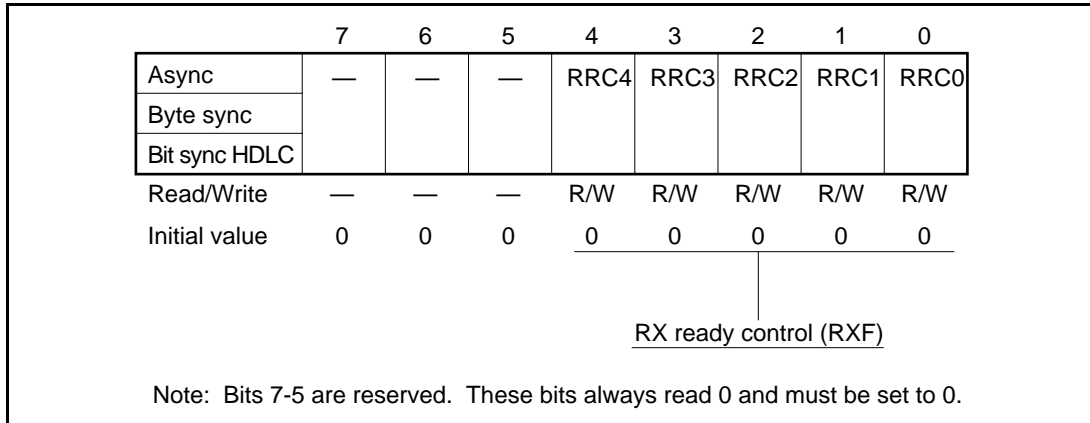 7 6 5 4 3 2 1 0
Async — — — RRC4 RRC3 RRC2 RRC1 RRC0
Byte sync
Bit sync HDLC
Read/Write — — — R/W R/W R/W R/W R/W
Initial value 0 0 0 0 0 0 0 0
RX ready control (RXF)
Note: Bits 7-5 are reserved. These bits always read 0 and must be set to 0.